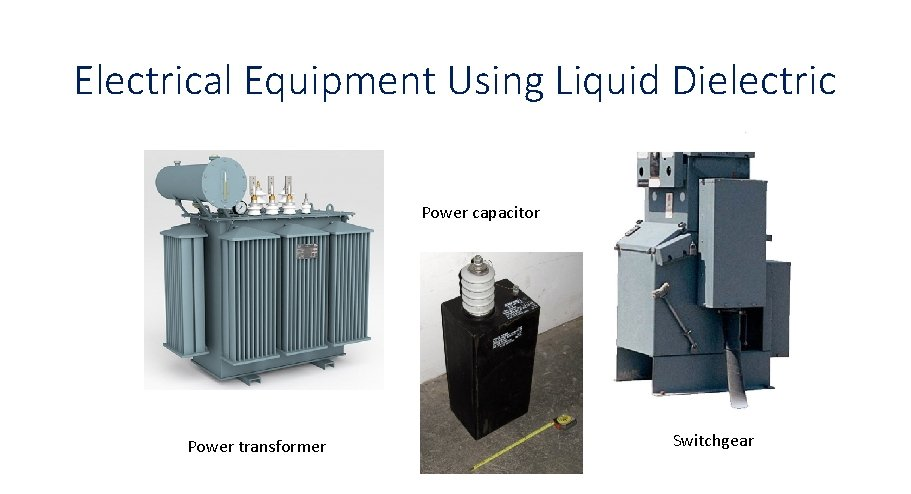 Electrical Equipment Using Liquid Dielectric
Power capacitor
Power transformer
Switchgear